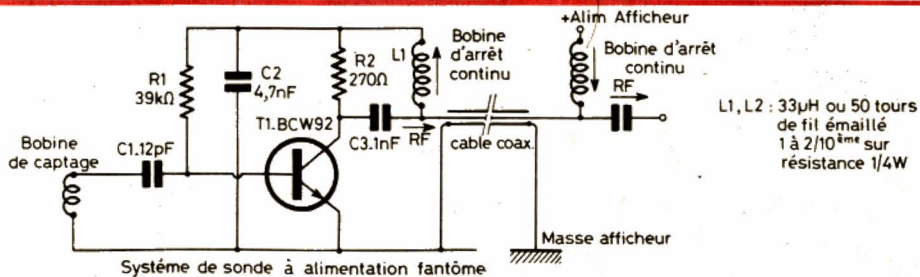 +Alim Afficheur
Bobine
d'arrêt
continu
Bobine d'arrêt
continu
L1
R2
270Ω
C2
4,7nF
R1
39kΩ
RF
L1, L2 : 33µH ou 50 tours
de fil émaillé
1 à 2/10ème sur
résistance 1/4W
T1.BCW92
Bobine
de captage
C1.12pF
C3.1nF
RF
cable coax.
Masse afficheur
Systéme de sonde à alimentation fantôme